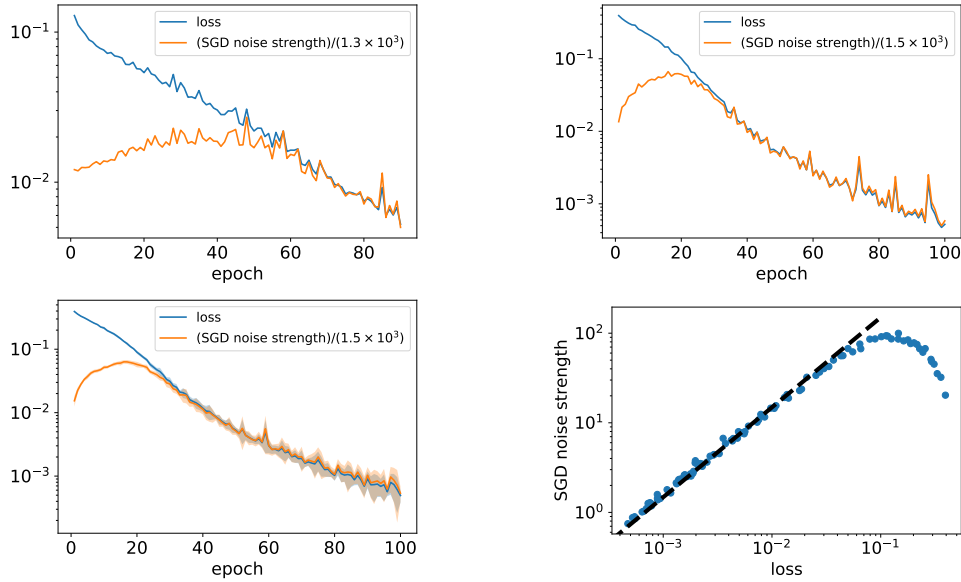 10⁻¹
10⁻²
loss
(SGD noise strength)/(1.3 × 10³)
0 20 40 60 80
epoch
10⁻¹
10⁻²
10⁻³
loss
(SGD noise strength)/(1.5 × 10³)
0 20 40 60 80 100
epoch
10⁻¹
10⁻²
10⁻³
loss
(SGD noise strength)/(1.5 × 10³)
0 20 40 60 80 100
epoch
SGD noise strength
10²
10¹
10⁰
10⁻³ 10⁻² 10⁻¹
loss